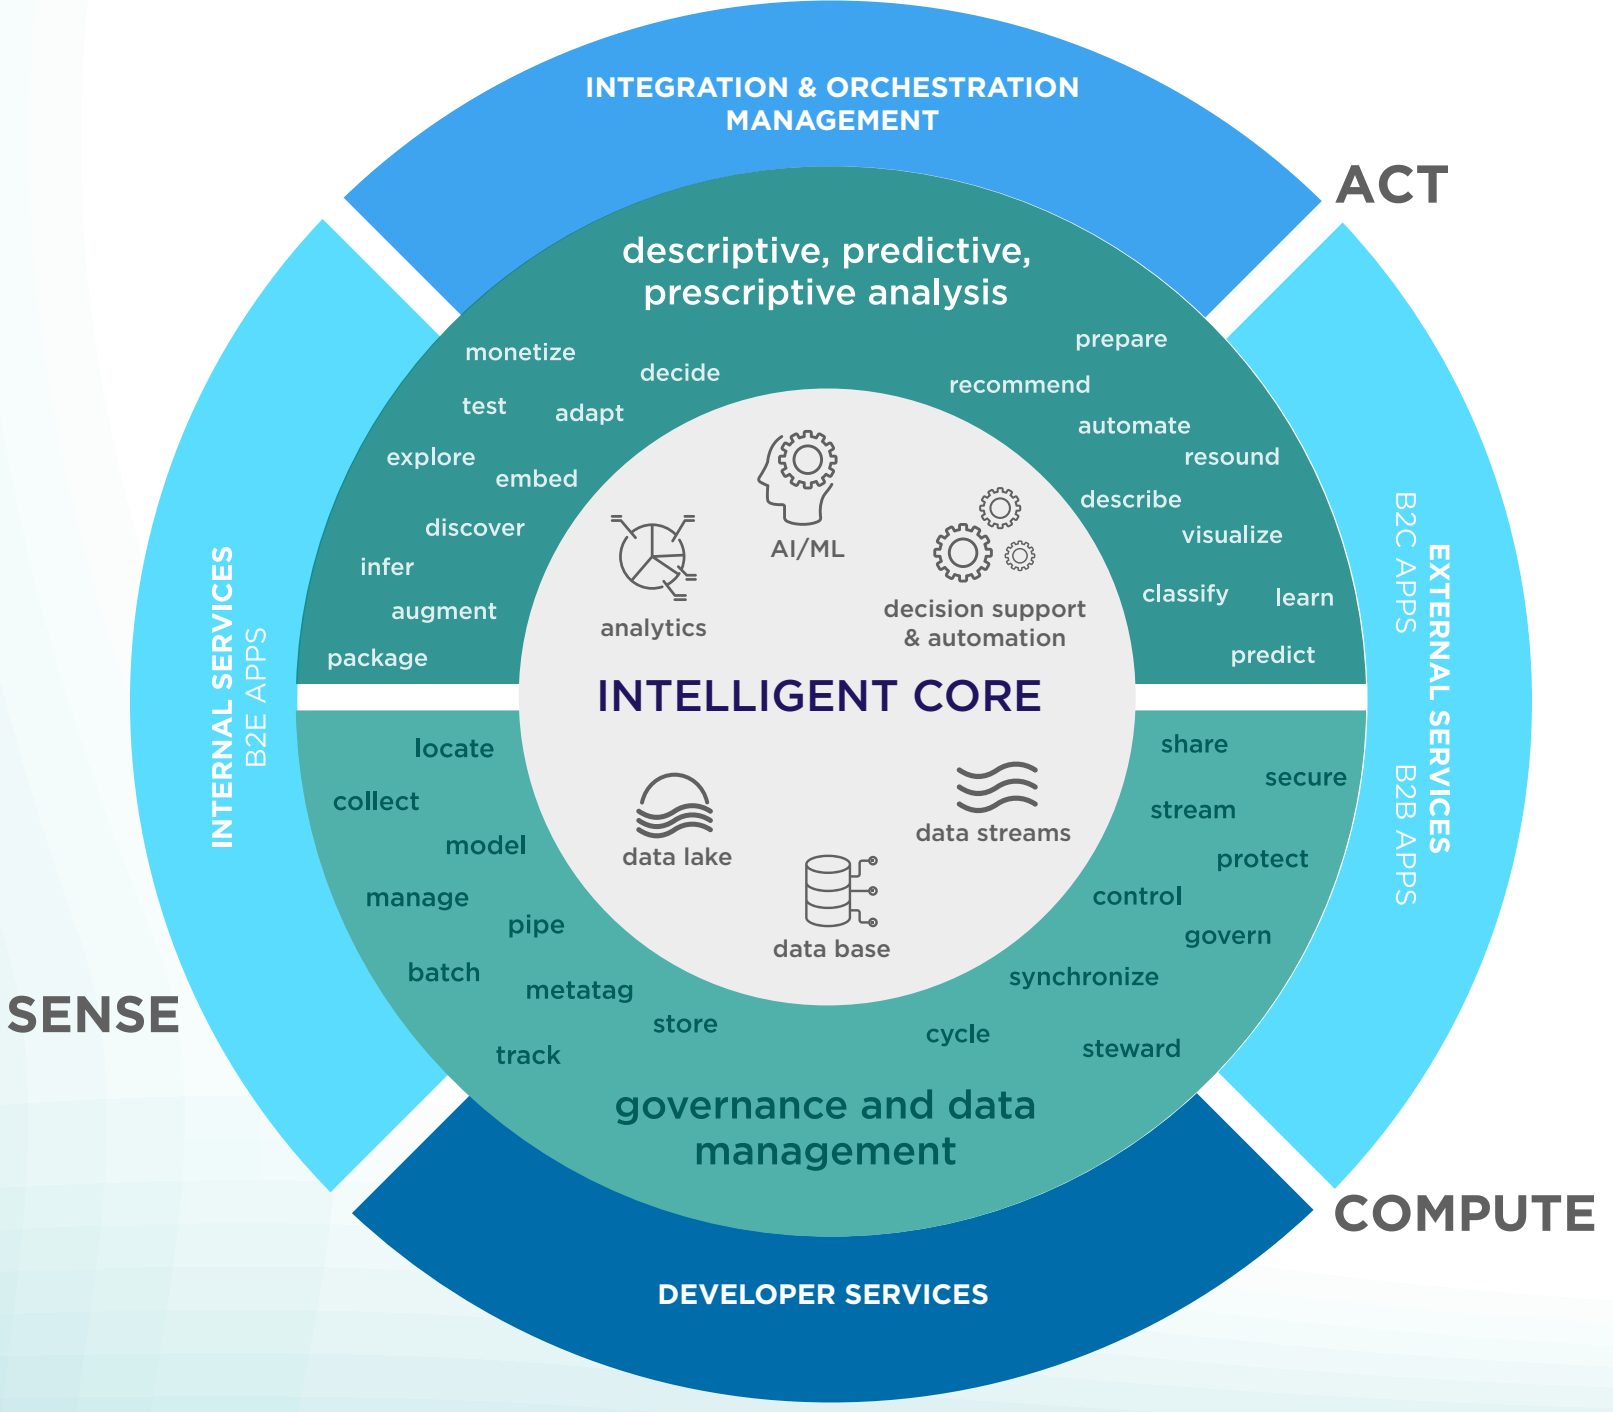 INTEGRATION & ORCHESTRATION
MANAGEMENT
ACT
descriptive, predictive,
prescriptive analysis
monetize
decide
test
adapt
explore
embed
discover
infer
augment
package
prepare
recommend
automate
resound
describe
visualize
classify
learn
predict
AI/ML
analytics
decision support
& automation
INTELLIGENT CORE
data lake
data streams
data base
INTERNAL SERVICES
B2E APPS
EXTERNAL SERVICES
B2C APPS
B2B APPS
locate
collect
model
manage
pipe
batch
metatag
store
track
share
secure
stream
protect
control
govern
synchronize
cycle
steward
governance and data
management
SENSE
COMPUTE
DEVELOPER SERVICES